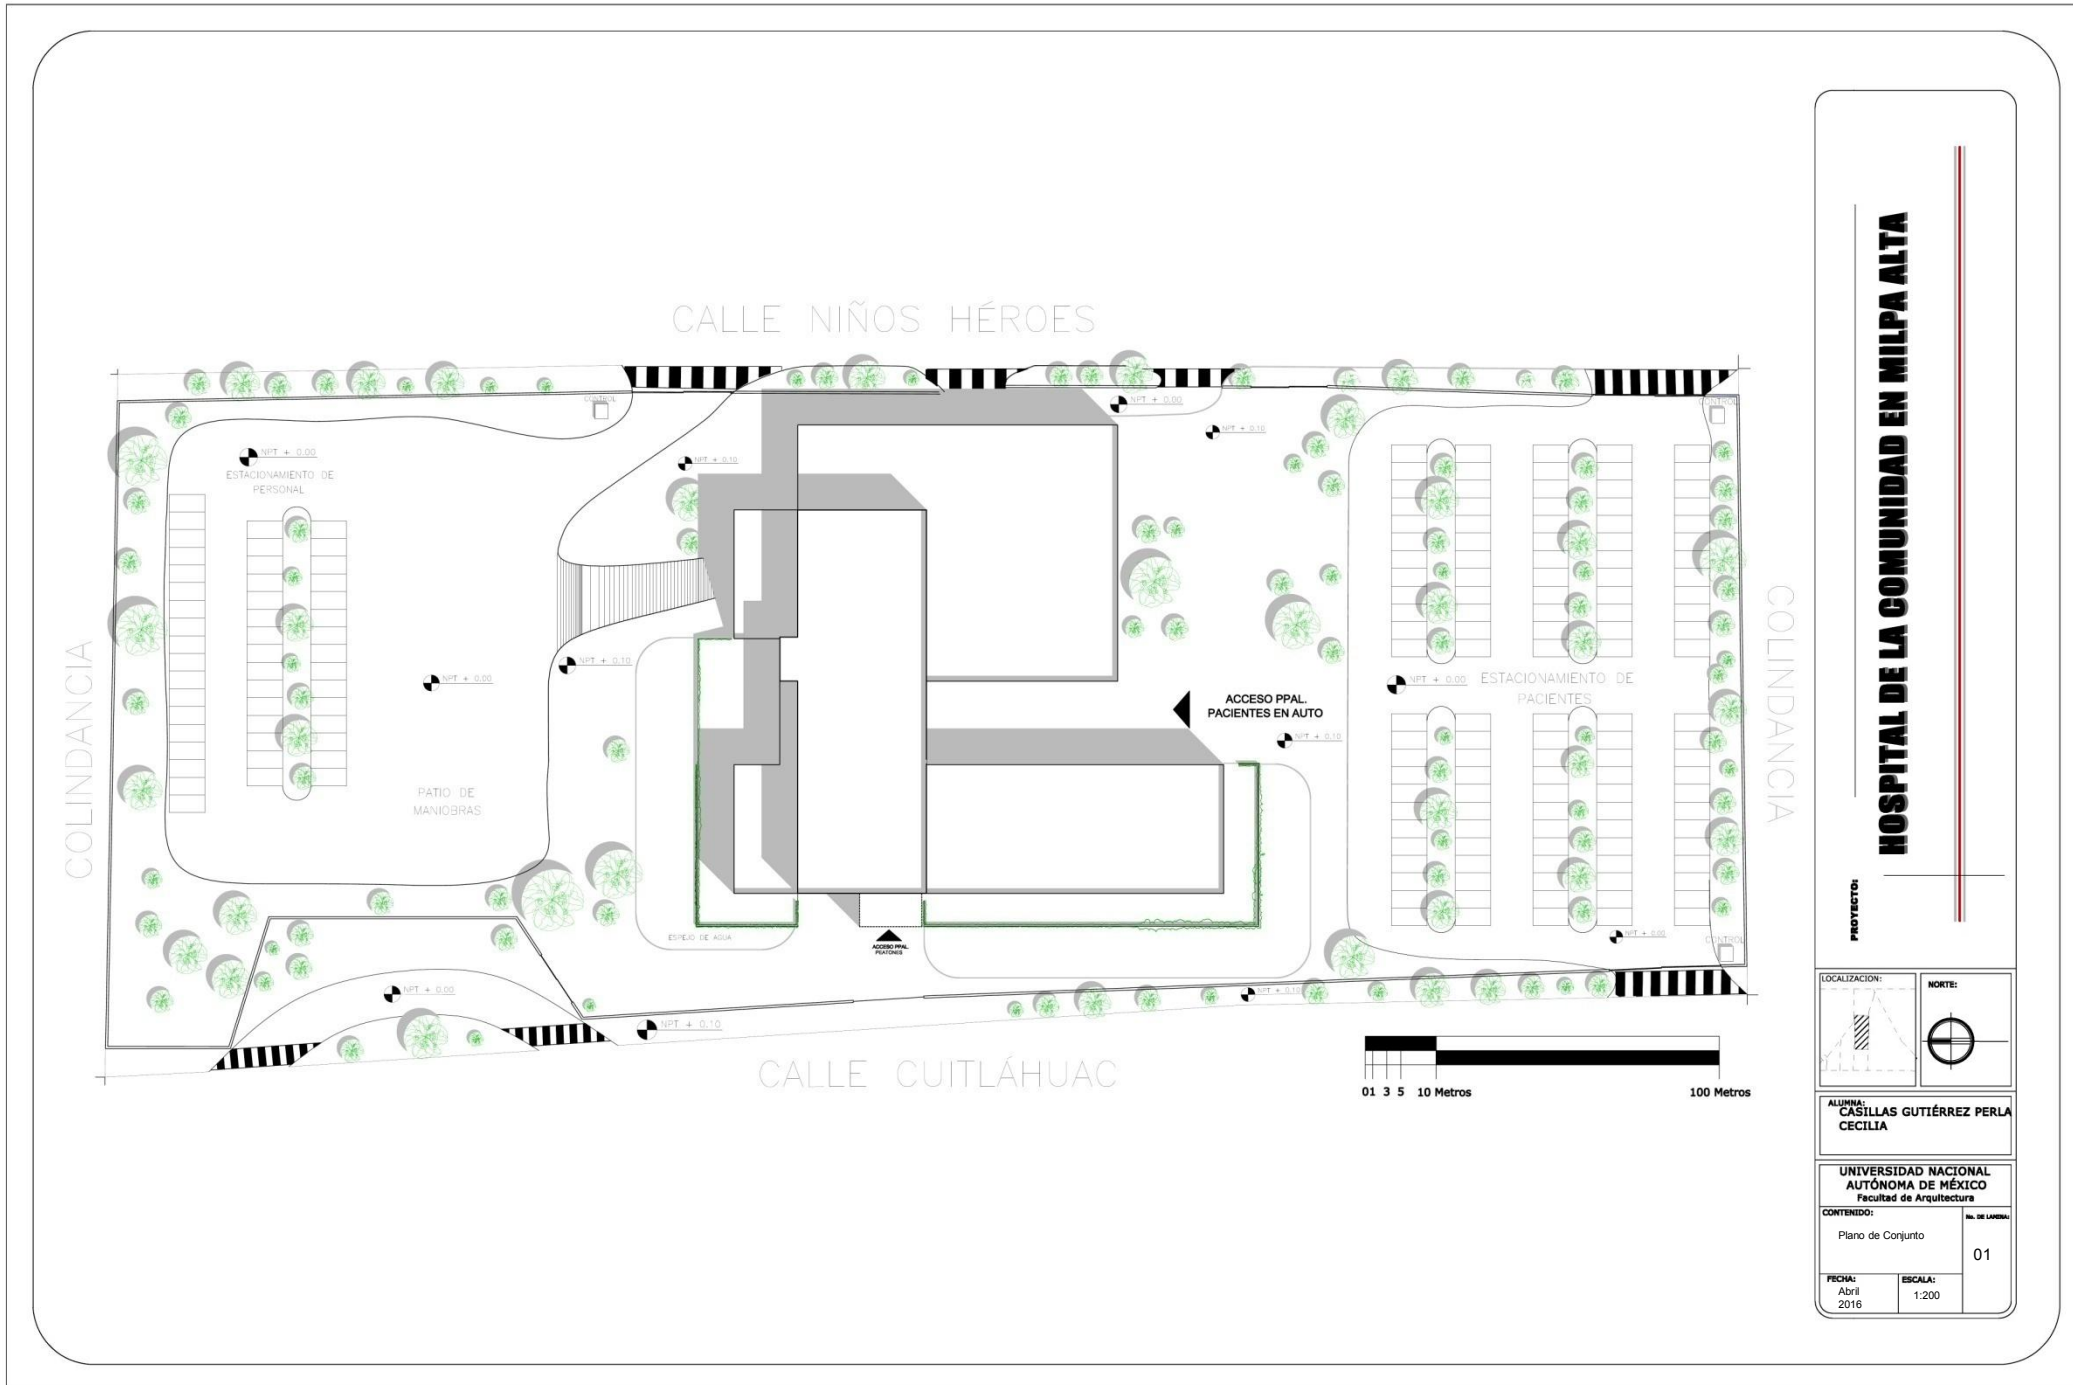 CALLE NIÑOS HÉROES
CONTROL
NPT + 0.00
CONTROL
NPT + 0.10
NPT + 0.00
NPT + 0.10
ESTACIONAMIENTO DE
PERSONAL
NPT + 0.10
NPT + 0.00
NPT + 0.00
ESTACIONAMIENTO DE
PACIENTES
ACCESO PPAL.
PACIENTES EN AUTO
NPT + 0.10
PATIO DE
MANIOBRAS
COLINDANCIA
COLINDANCIA
ESPEJO DE AGUA
ACCESO PPAL.
PEATONES
NPT + 0.00
CONTROL
NPT + 0.00
NPT + 0.10
NPT + 0.10
CALLE CUITLÁHUAC
01 3 5 10 Metros 100 Metros
PROYECTO:
HOSPITAL DE LA COMUNIDAD EN MILPA ALTA
LOCALIZACION:
NORTE:
ALUMNA:
CASILLAS GUTIÉRREZ PERLA
CECILIA
UNIVERSIDAD NACIONAL
AUTÓNOMA DE MÉXICO
Facultad de Arquitectura
CONTENIDO:
Plano de Conjunto
No. DE LAMINA:
01
FECHA:
Abril
2016
ESCALA:
1:200